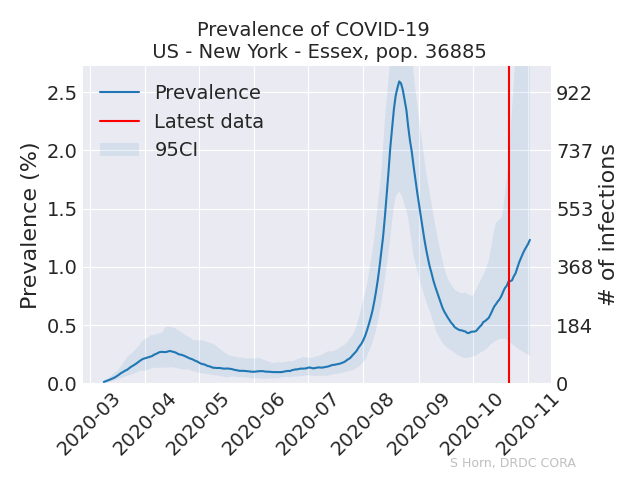 Prevalence of COVID-19
US - New York - Essex, pop. 36885
Prevalence
Latest data
95CI
Prevalence (%)
2.5
2.0
1.5
1.0
0.5
0.0
922
737
553
368
184
0
# of infections
2020-03
2020-04
2020-05
2020-06
2020-07
2020-08
2020-09
2020-10
2020-11
S Horn, DRDC CORA